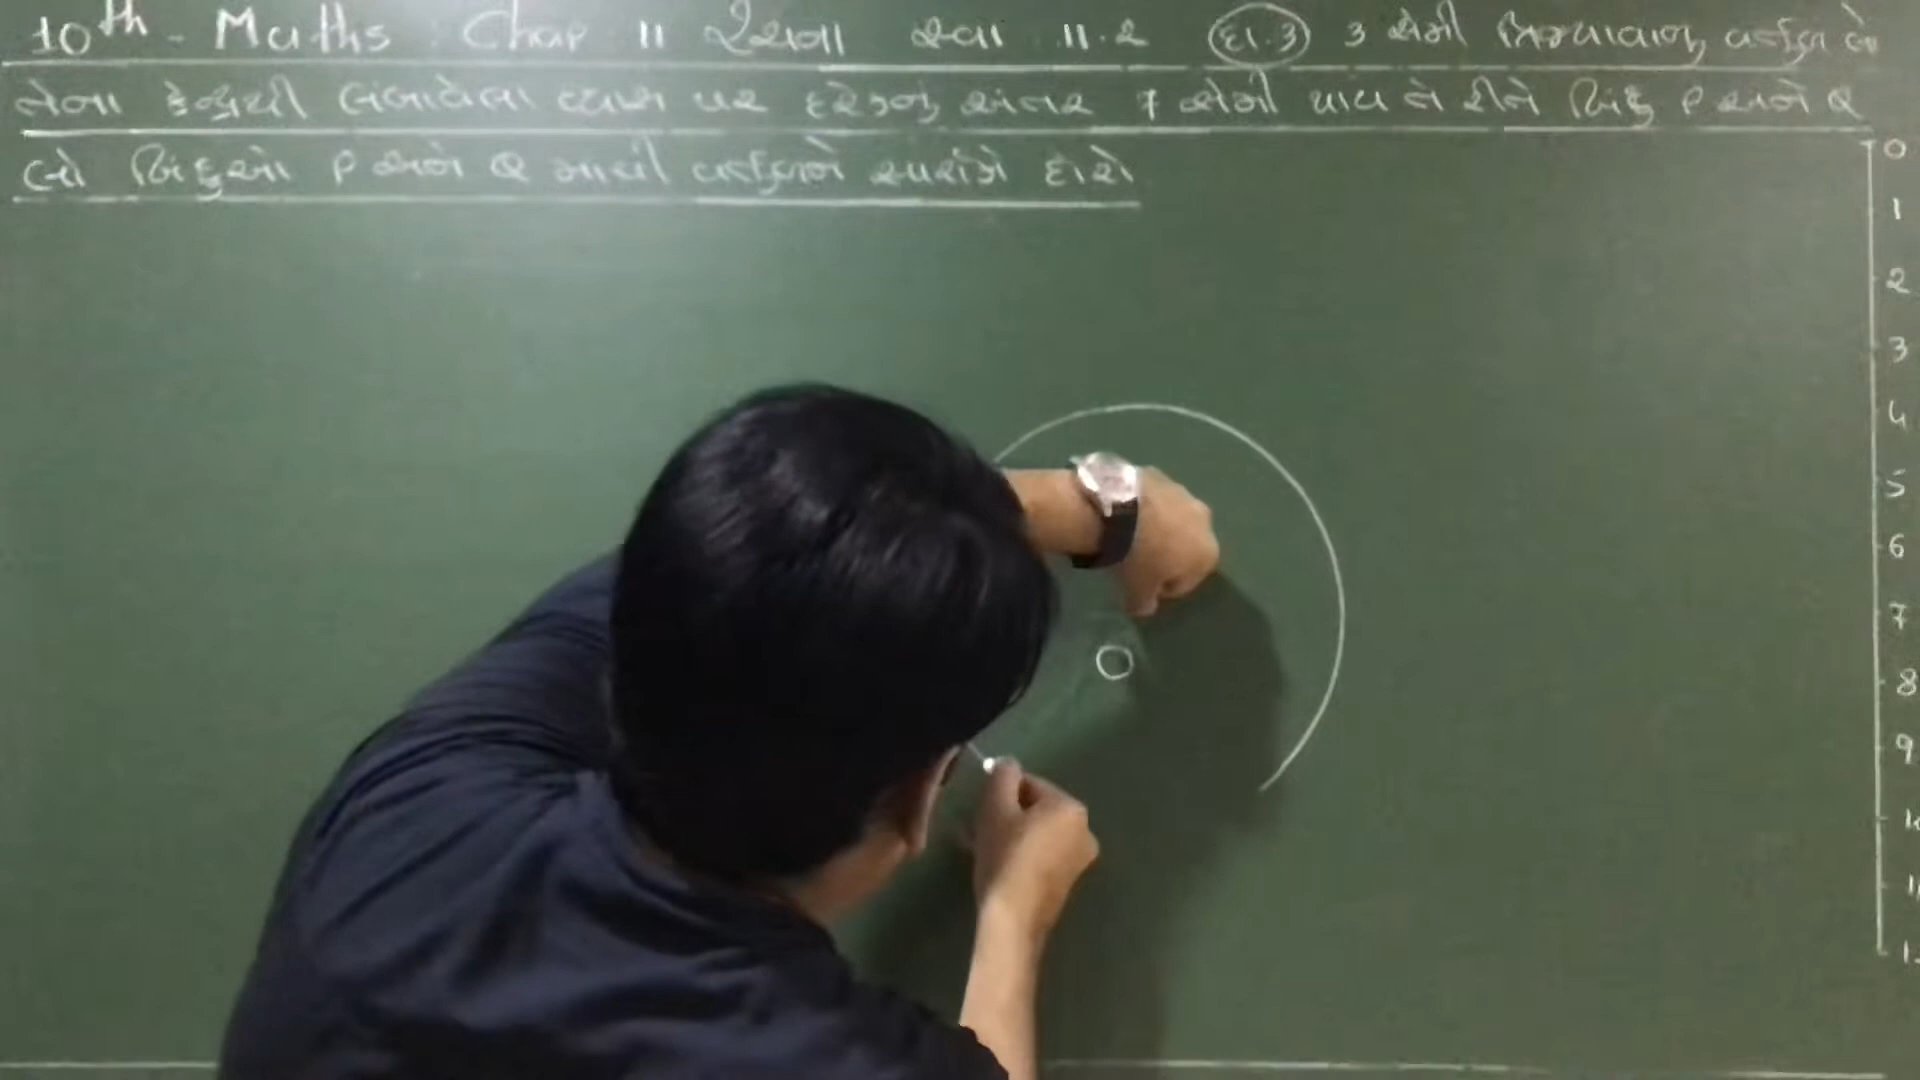 10th - Maths Chap 11 રચના સ્વા 11.2 દા.3 3 સેમી ત્રિજ્યાવાળુ વર્તુળ લો
તેના કેન્દ્રથી લંબાવેલા વ્યાસ પર દરેકનું અંતર 7 સેમી થાય તે રીતે બિંદુ P અને Q
લો બિંદુઓ P અને Q માંથી વર્તુળને સ્પર્શકો દોરો
0
1
2
3
4
5
6
7
8
9
O